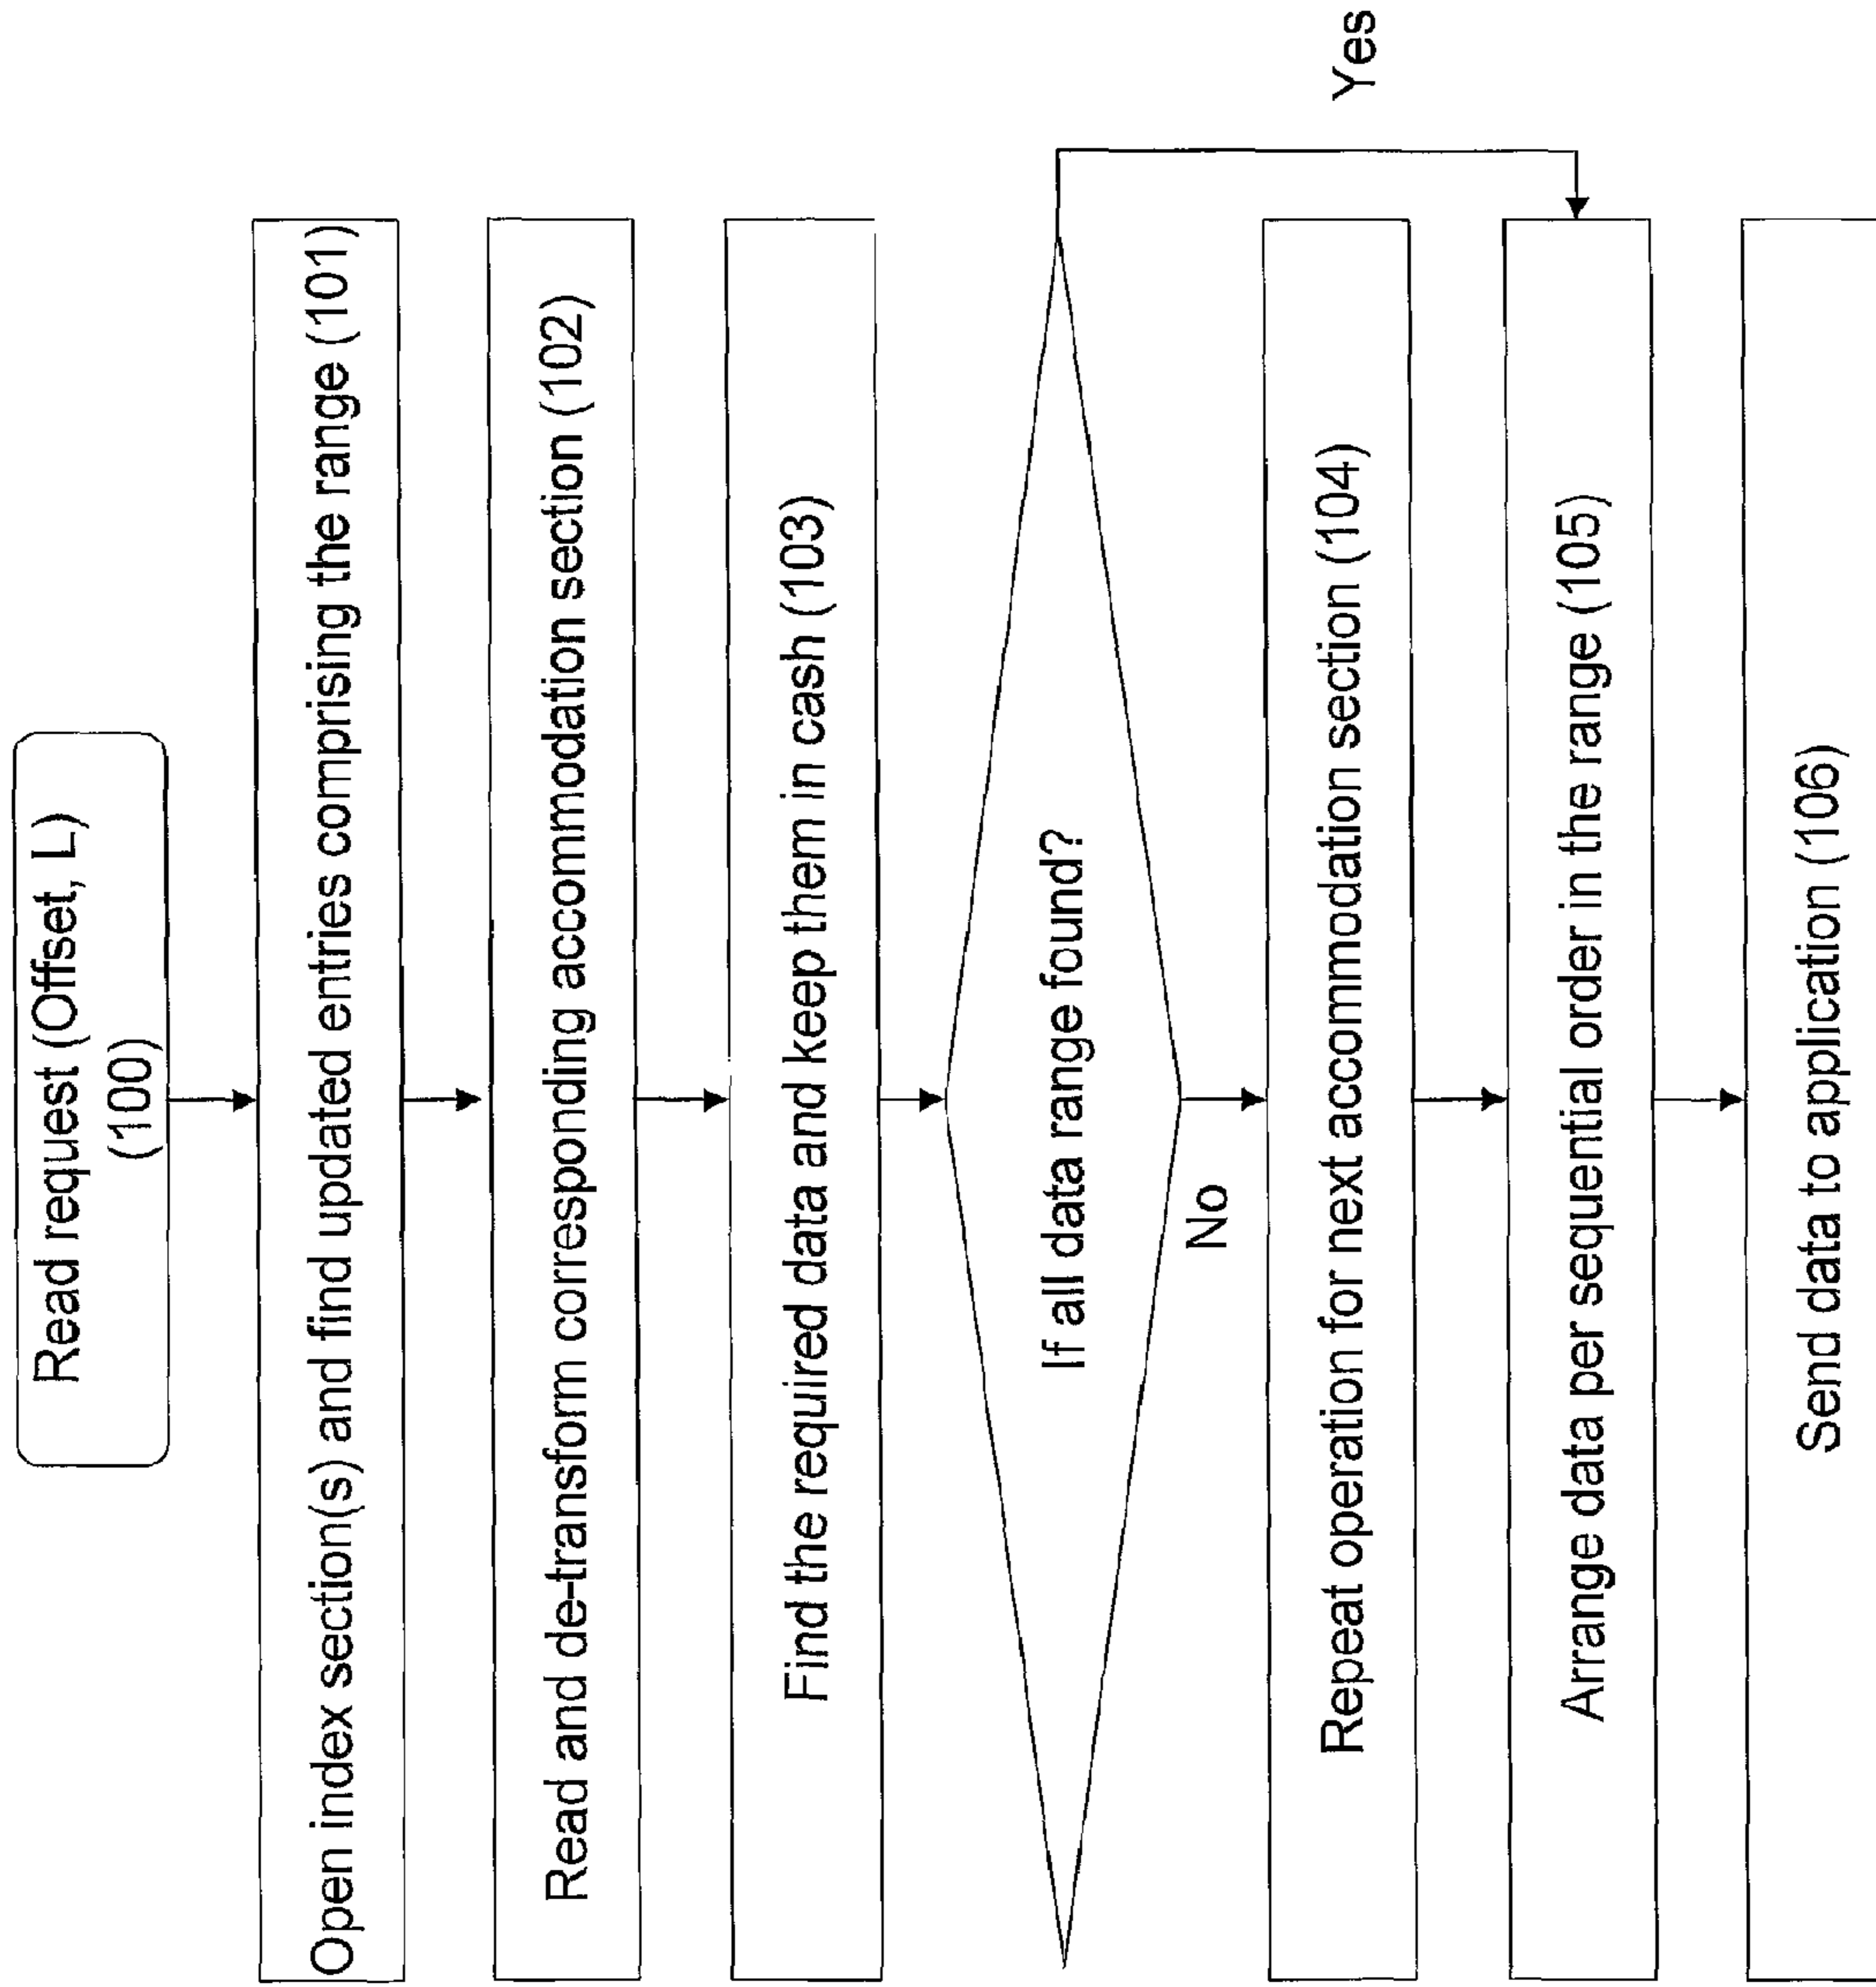 Read request (Offset, L)
(100)
Open index section(s) and find updated entries comprising the range (101)
Read and de-transform corresponding accommodation section (102)
Find the required data and keep them in cash (103)
If all data range found?
Yes
No
Repeat operation for next accommodation section (104)
Arrange data per sequential order in the range (105)
Send data to application (106)